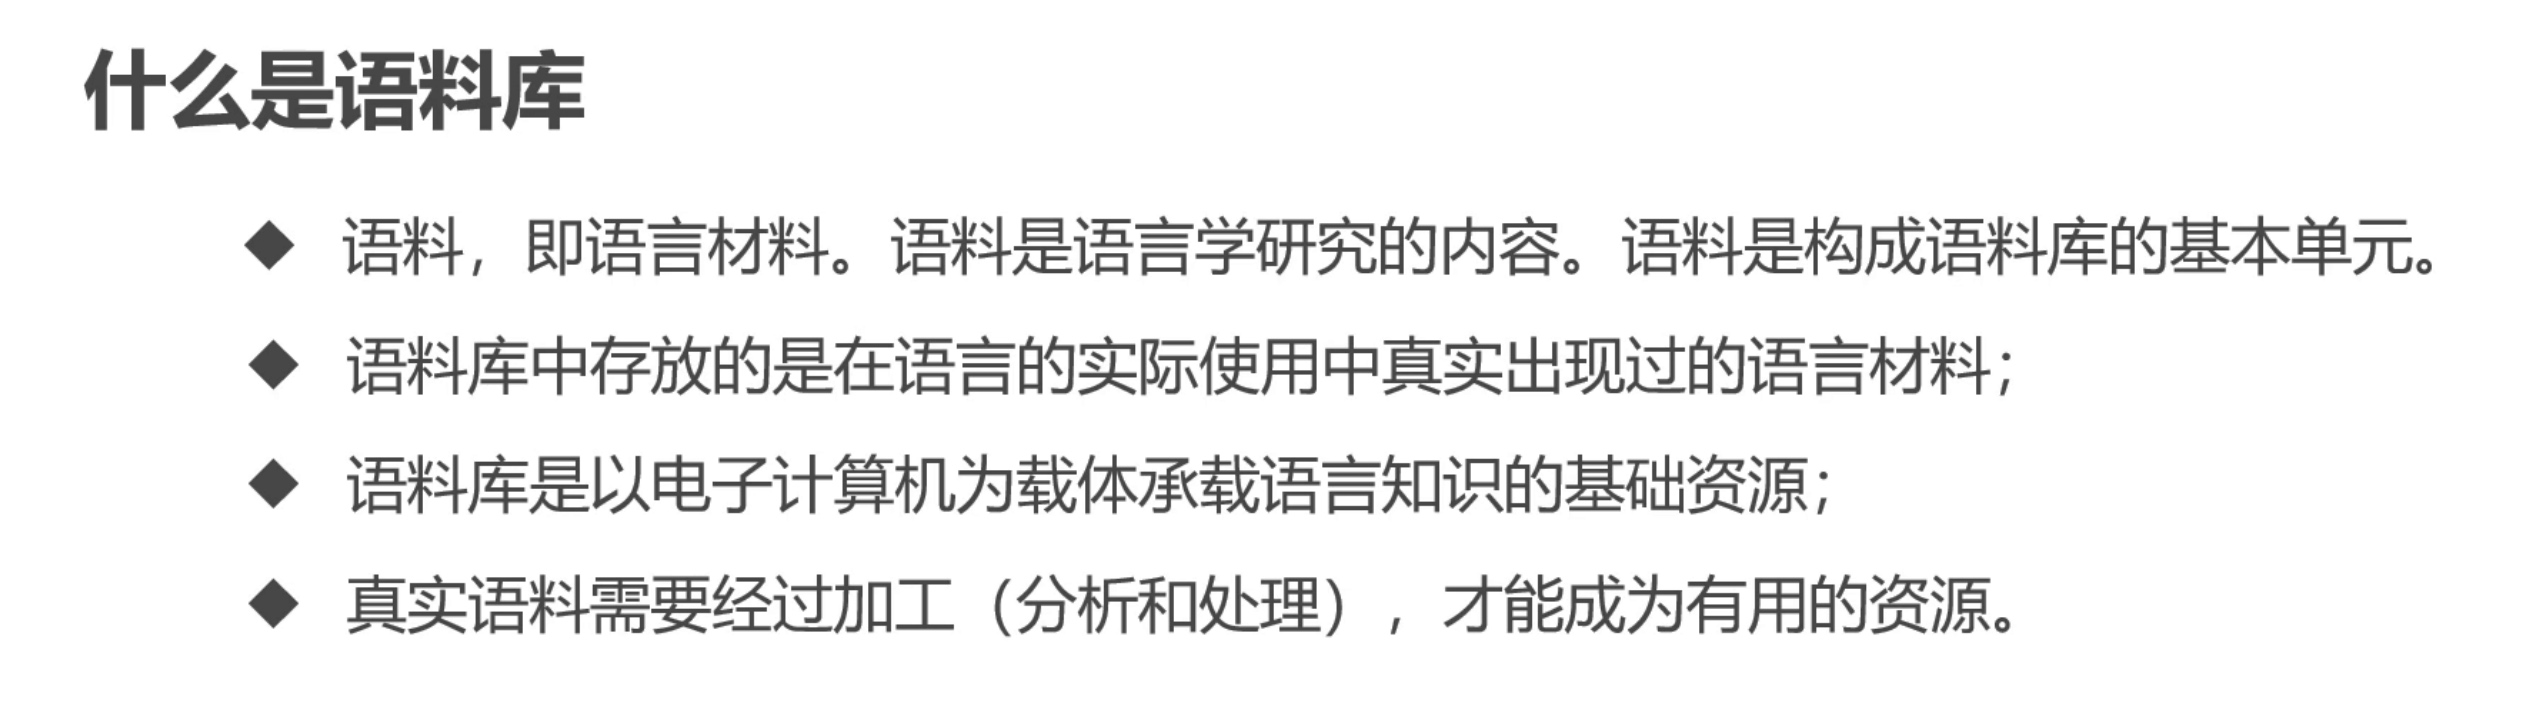 什么是语料库
◆ 语料，即语言材料。语料是语言学研究的内容。语料是构成语料库的基本单元。
◆ 语料库中存放的是在语言的实际使用中真实出现过的语言材料；
◆ 语料库是以电子计算机为载体承载语言知识的基础资源；
◆ 真实语料需要经过加工（分析和处理），才能成为有用的资源。